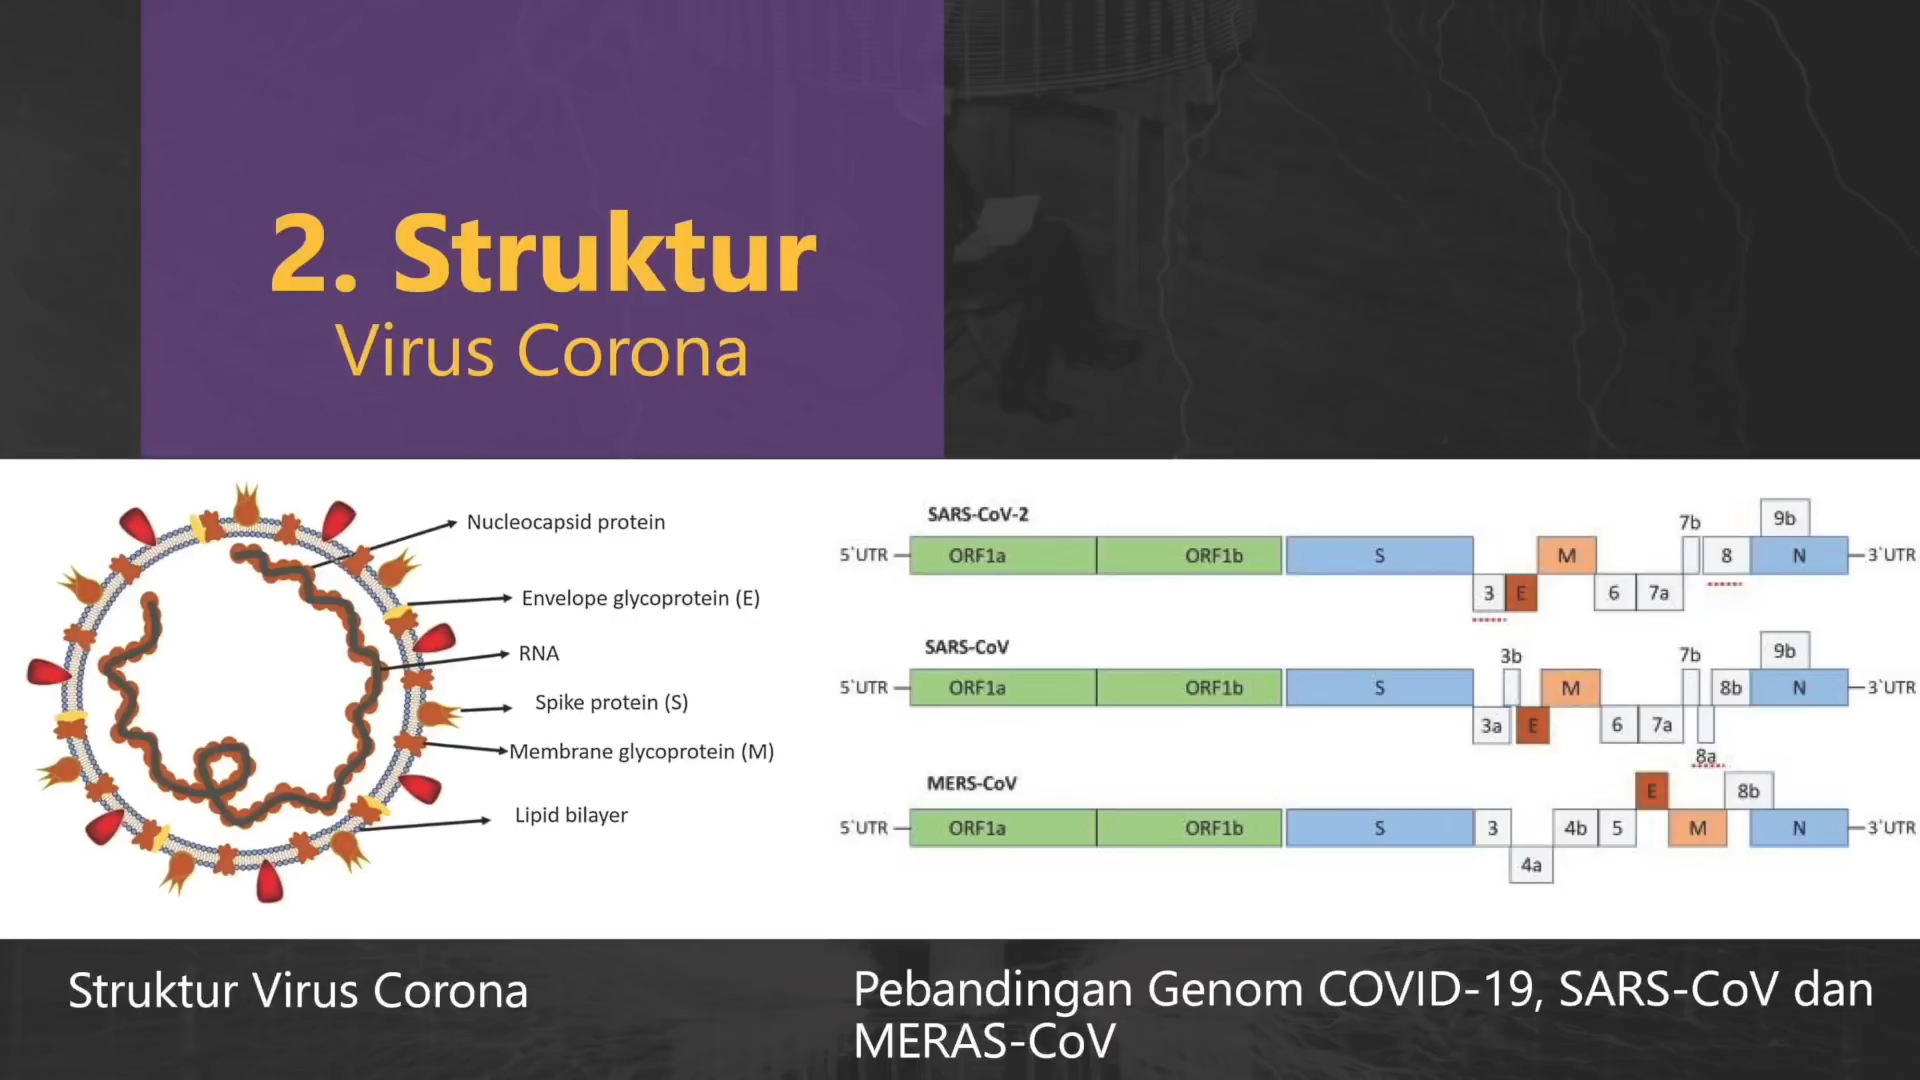 2. Struktur
Virus Corona
Nucleocapsid protein
Envelope glycoprotein (E)
RNA
Spike protein (S)
Membrane glycoprotein (M)
Lipid bilayer
SARS-CoV-2
7b
9b
5`UTR ORF1a ORF1b S M 8 N 3`UTR
3 E 6 7a
SARS-CoV
3b 7b 9b
5`UTR ORF1a ORF1b S M 8b N 3`UTR
3a E 6 7a
8a
MERS-CoV
E 8b
5`UTR ORF1a ORF1b S 3 4b 5 M N 3`UTR
4a
Struktur Virus Corona
Pebandingan Genom COVID-19, SARS-CoV dan
MERAS-CoV